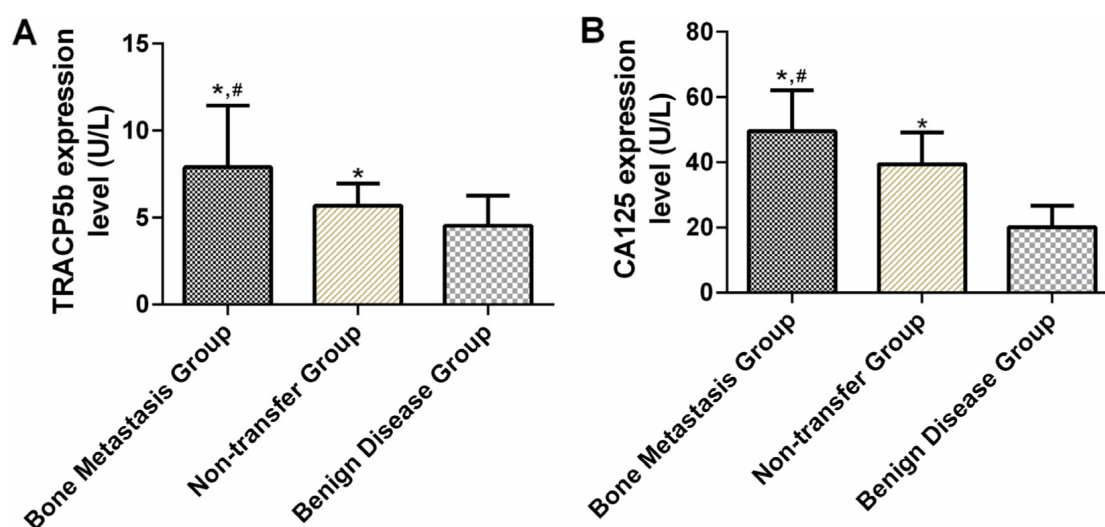 A
TRACP5b expression
level (U/L)
15
10
5
0
*,#
*
Bone Metastasis Group
Non-transfer Group
Benign Disease Group
B
CA125 expression
level (U/L)
80
60
40
20
0
*,#
*
Bone Metastasis Group
Non-transfer Group
Benign Disease Group